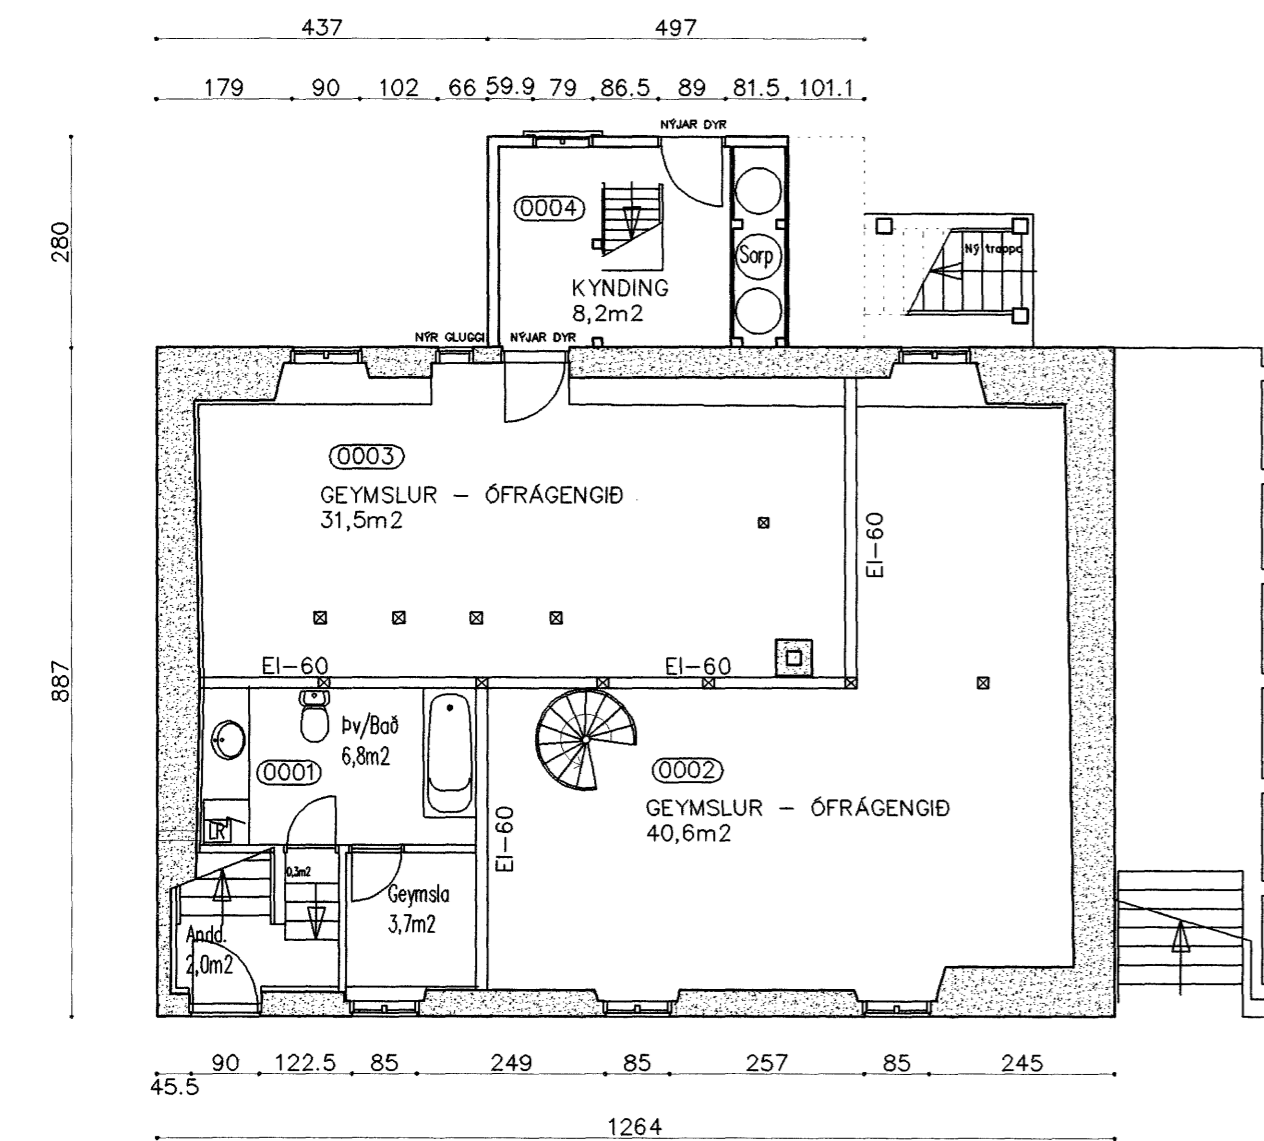 437 497
179 90 102 66 59.9 79 86.5 89 81.5 101.1
NÝJAR DYR
0004
280
Sorp
Ný trappa
KYNDING
8,2m2
NÝR GLUGGI NÝJAR DYR
0003
GEYMSLUR – ÓFRÁGENGIÐ
31,5m2
EI-60
887
EI-60 EI-60
Þv/Bað
6,8m2
0001
0002
GEYMSLUR – ÓFRÁGENGIÐ
40,6m2
LR
EI-60
0,3m2
Geymsla
3,7m2
Andd.
2,0m2
90 122.5 85 249 85 257 85 245
45.5
1264